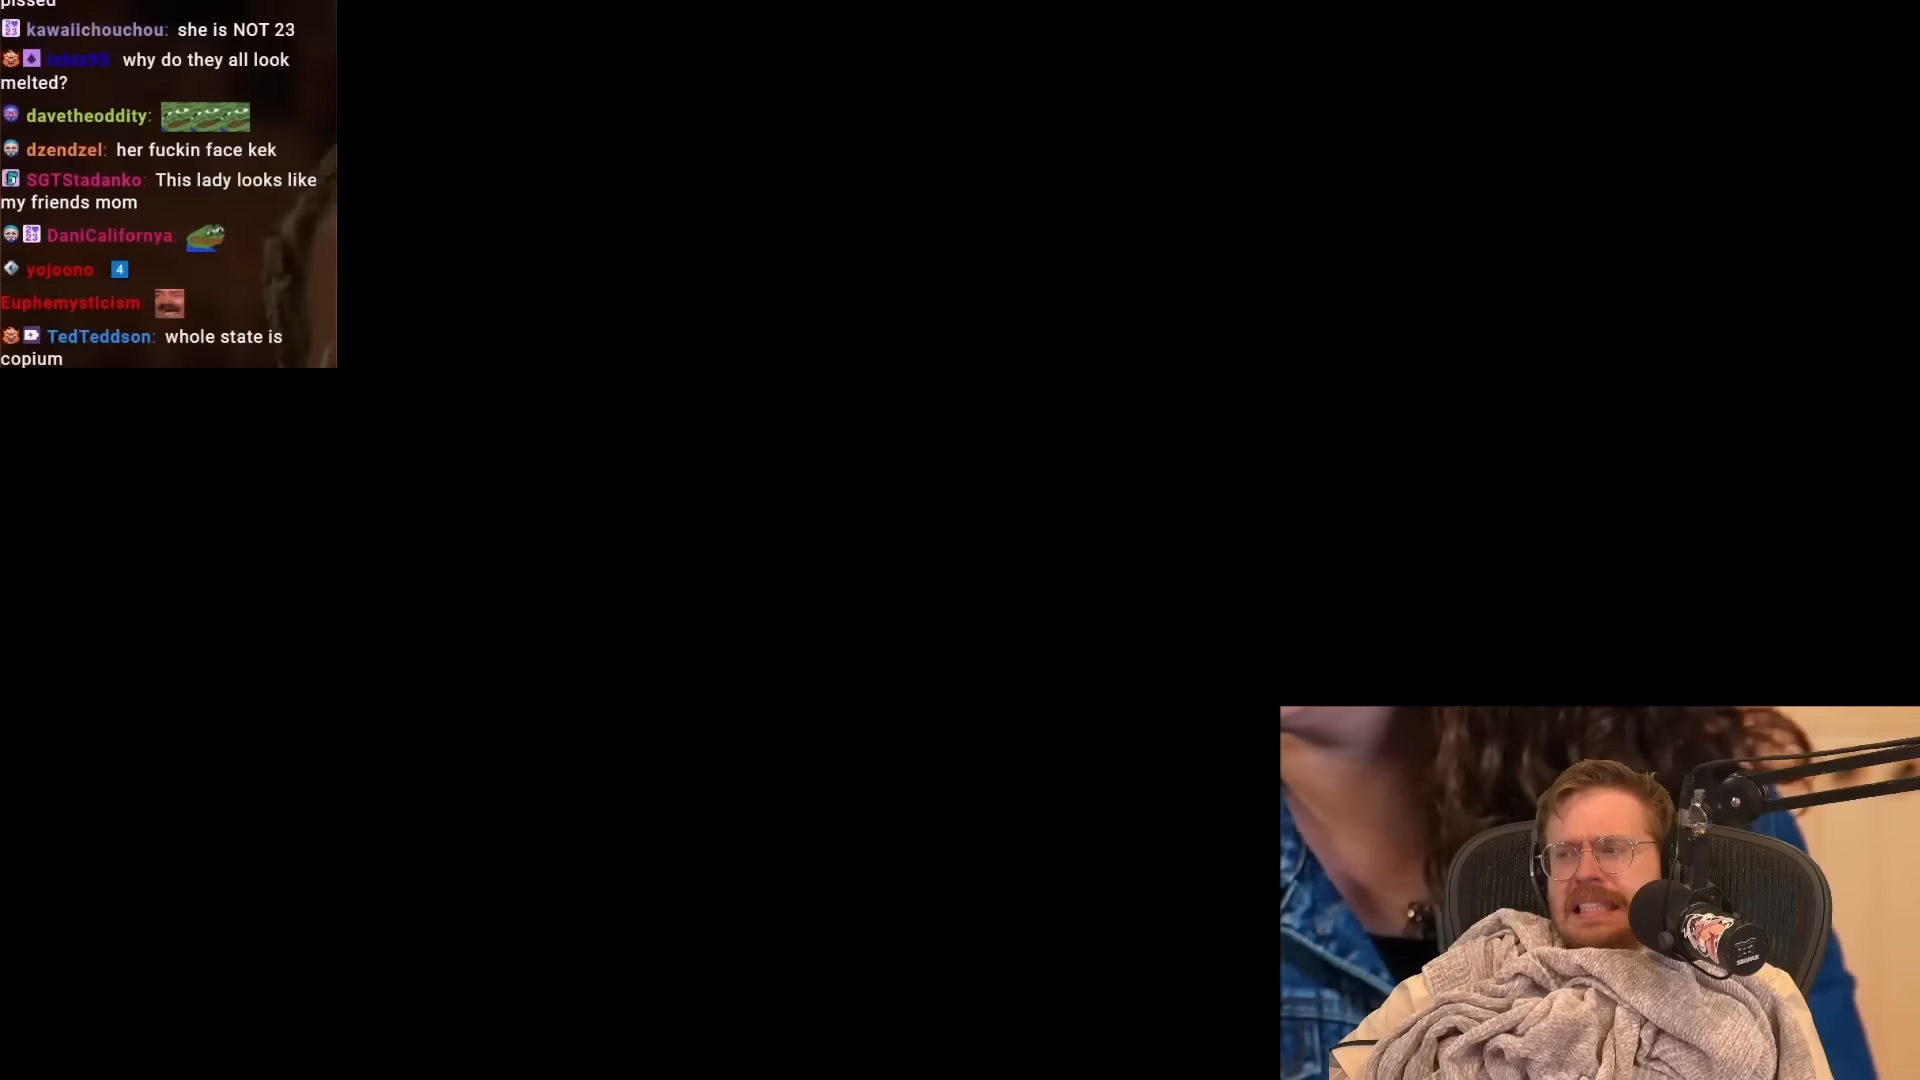 pissed
kawaiichouchou: she is NOT 23
why do they all look
melted?
davetheoddity:
dzendzel: her fuckin face kek
SGTStadanko: This lady looks like
my friends mom
DaniCalifornya:
yojoono 4
Euphemysticism:
TedTeddson: whole state is
copium
SHURE